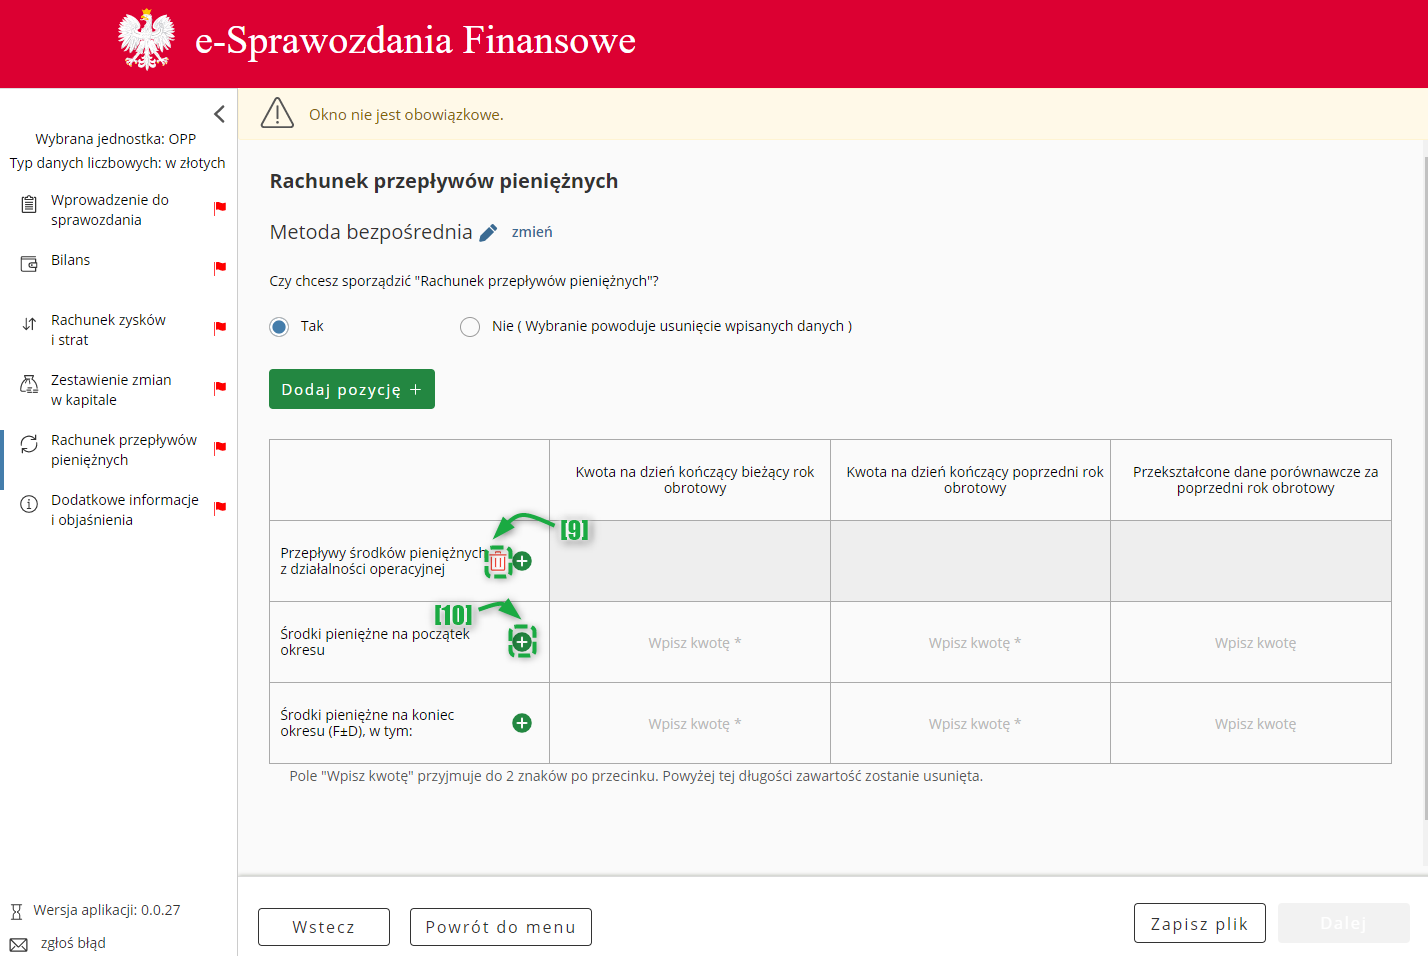 e-Sprawozdania Finansowe
Wybrana jednostka: OPP
Typ danych liczbowych: w złotych
Wprowadzenie do
sprawozdania
Bilans
Rachunek zysków
i strat
Zestawienie zmian
w kapitale
Rachunek przepływów
pieniężnych
Dodatkowe informacje
i objaśnienia
Wersja aplikacji: 0.0.27
zgłoś błąd
Okno nie jest obowiązkowe.
Rachunek przepływów pieniężnych
Metoda bezpośrednia zmień
Czy chcesz sporządzić "Rachunek przepływów pieniężnych"?
Tak Nie ( Wybranie powoduje usunięcie wpisanych danych )
Dodaj pozycję +
Kwota na dzień kończący bieżący rok
obrotowy
Kwota na dzień kończący poprzedni rok
obrotowy
Przekształcone dane porównawcze za
poprzedni rok obrotowy
[9]
Przepływy środków pieniężnych
z działalności operacyjnej
[10]
Środki pieniężne na początek
okresu
Wpisz kwotę * Wpisz kwotę * Wpisz kwotę
Środki pieniężne na koniec
okresu (F±D), w tym:
Wpisz kwotę * Wpisz kwotę * Wpisz kwotę
Pole "Wpisz kwotę" przyjmuje do 2 znaków po przecinku. Powyżej tej długości zawartość zostanie usunięta.
Wstecz Powrót do menu Zapisz plik Dalej